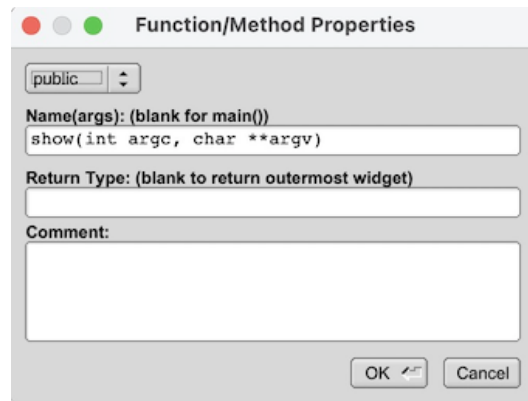 Function/Method Properties
public
Name(args): (blank for main())
show(int argc, char **argv)
Return Type: (blank to return outermost widget)
Comment:
OK
Cancel